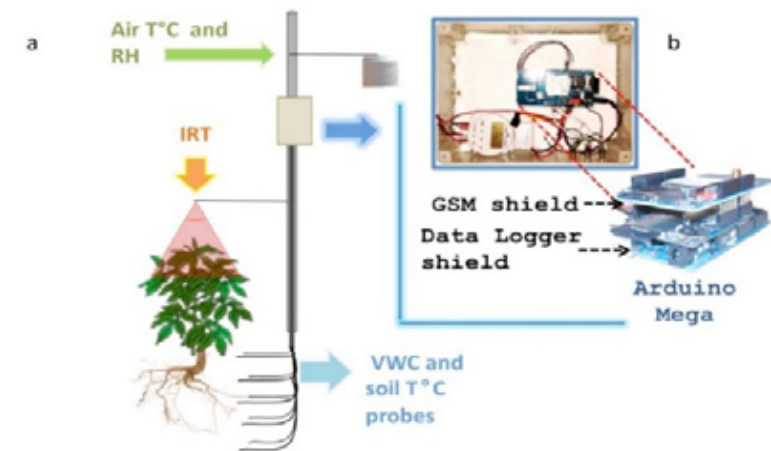 a
Air T°C and
RH
IRT
VWC and
soil T°C
probes
b
GSM shield
Data Logger
shield
Arduino
Mega